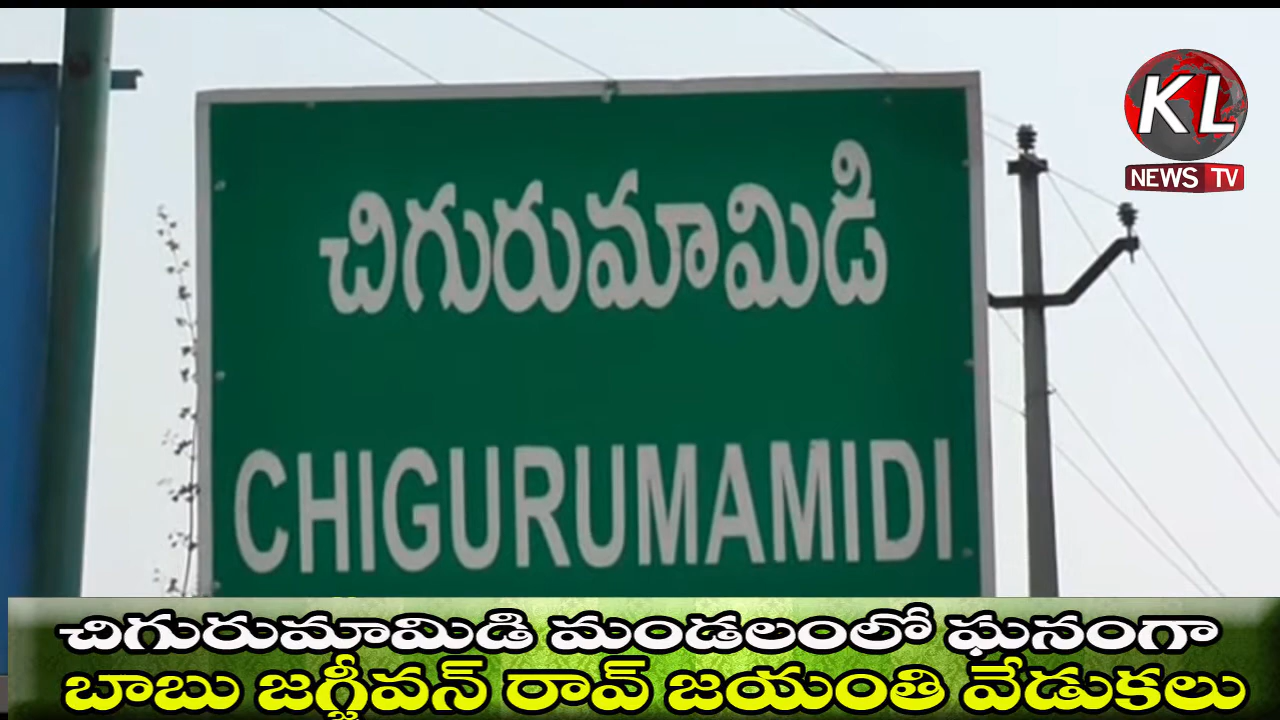 KL
NEWS TV
చిగురుమామిడి
CHIGURUMAMIDI
చిగురుమామిడి మండలంలో ఘనంగా
బాబు జగ్జీవన్ రావ్ జయంతి వేడుకలు